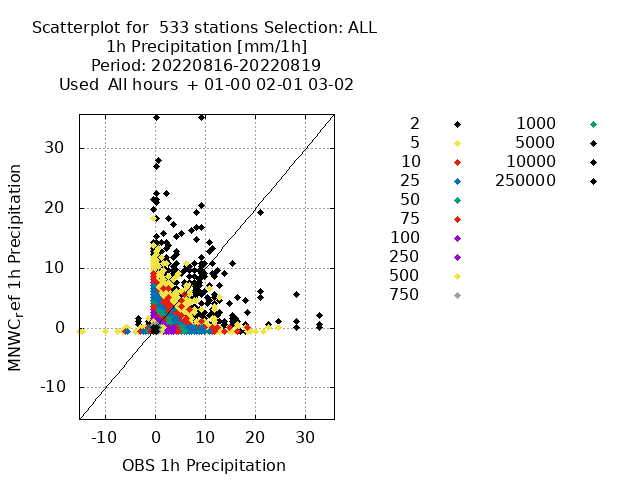 Scatterplot for  533 stations Selection: ALL
1h Precipitation [mm/1h]
Period: 20220816-20220819
Used  All hours  + 01-00 02-01 03-02
2
5
10
25
50
75
100
250
500
750
1000
5000
10000
250000
30
20
10
0
-10
-10 0 10 20 30
MNWC_ref 1h Precipitation
OBS 1h Precipitation